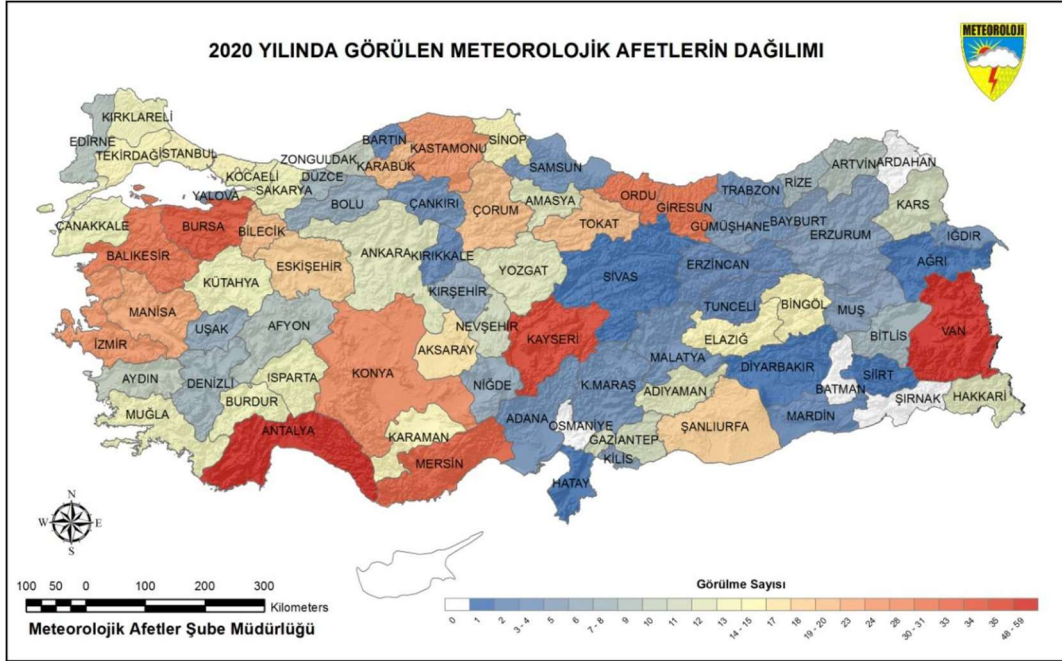 METEOROLOJİ
2020 YILINDA GÖRÜLEN METEOROLOJİK AFETLERİN DAĞILIMI
KIRKLARELİ
EDİRNE
TEKİRDAĞ
İSTANBUL
KOCAELİ
SAKARYA
YALOVA
ZONGULDAK
DÜZCE
BOLU
BARTIN
KARABÜK
KASTAMONU
SİNOP
ÇANKIRI
ÇORUM
SAMSUN
AMASYA
TOKAT
ORDU
GİRESUN
TRABZON
RİZE
ARTVİN
ARDAHAN
KARS
GÜMÜŞHANE
BAYBURT
ERZURUM
IĞDIR
AĞRI
ÇANAKKALE
BURSA
BİLECİK
BALIKESİR
ESKİŞEHİR
ANKARA
KIRIKKALE
YOZGAT
SIVAS
ERZİNCAN
KÜTAHYA
KIRŞEHİR
TUNCELİ
BİNGÖL
MUŞ
MANİSA
UŞAK
AFYON
NEVŞEHİR
KAYSERİ
ELAZIĞ
BİTLİS
VAN
İZMİR
AKSARAY
MALATYA
DİYARBAKIR
SİİRT
AYDIN
DENİZLİ
ISPARTA
KONYA
NİĞDE
K.MARAŞ
ADIYAMAN
BATMAN
ŞIRNAK
HAKKARİ
MUĞLA
BURDUR
ANTALYA
KARAMAN
MERSİN
ADANA
OSMANİYE
GAZİANTEP
ŞANLIURFA
MARDİN
KİLİS
HATAY
N
W E
S
100 50 0 100 200 300
Kilometers
Meteorolojik Afetler Şube Müdürlüğü
Görülme Sayısı
0 1 2 3 - 4 5 6 7 - 8 9 10 11 12 13 14 - 15 17 18 19 - 20 23 24 28 30 - 31 33 34 35 48 - 59